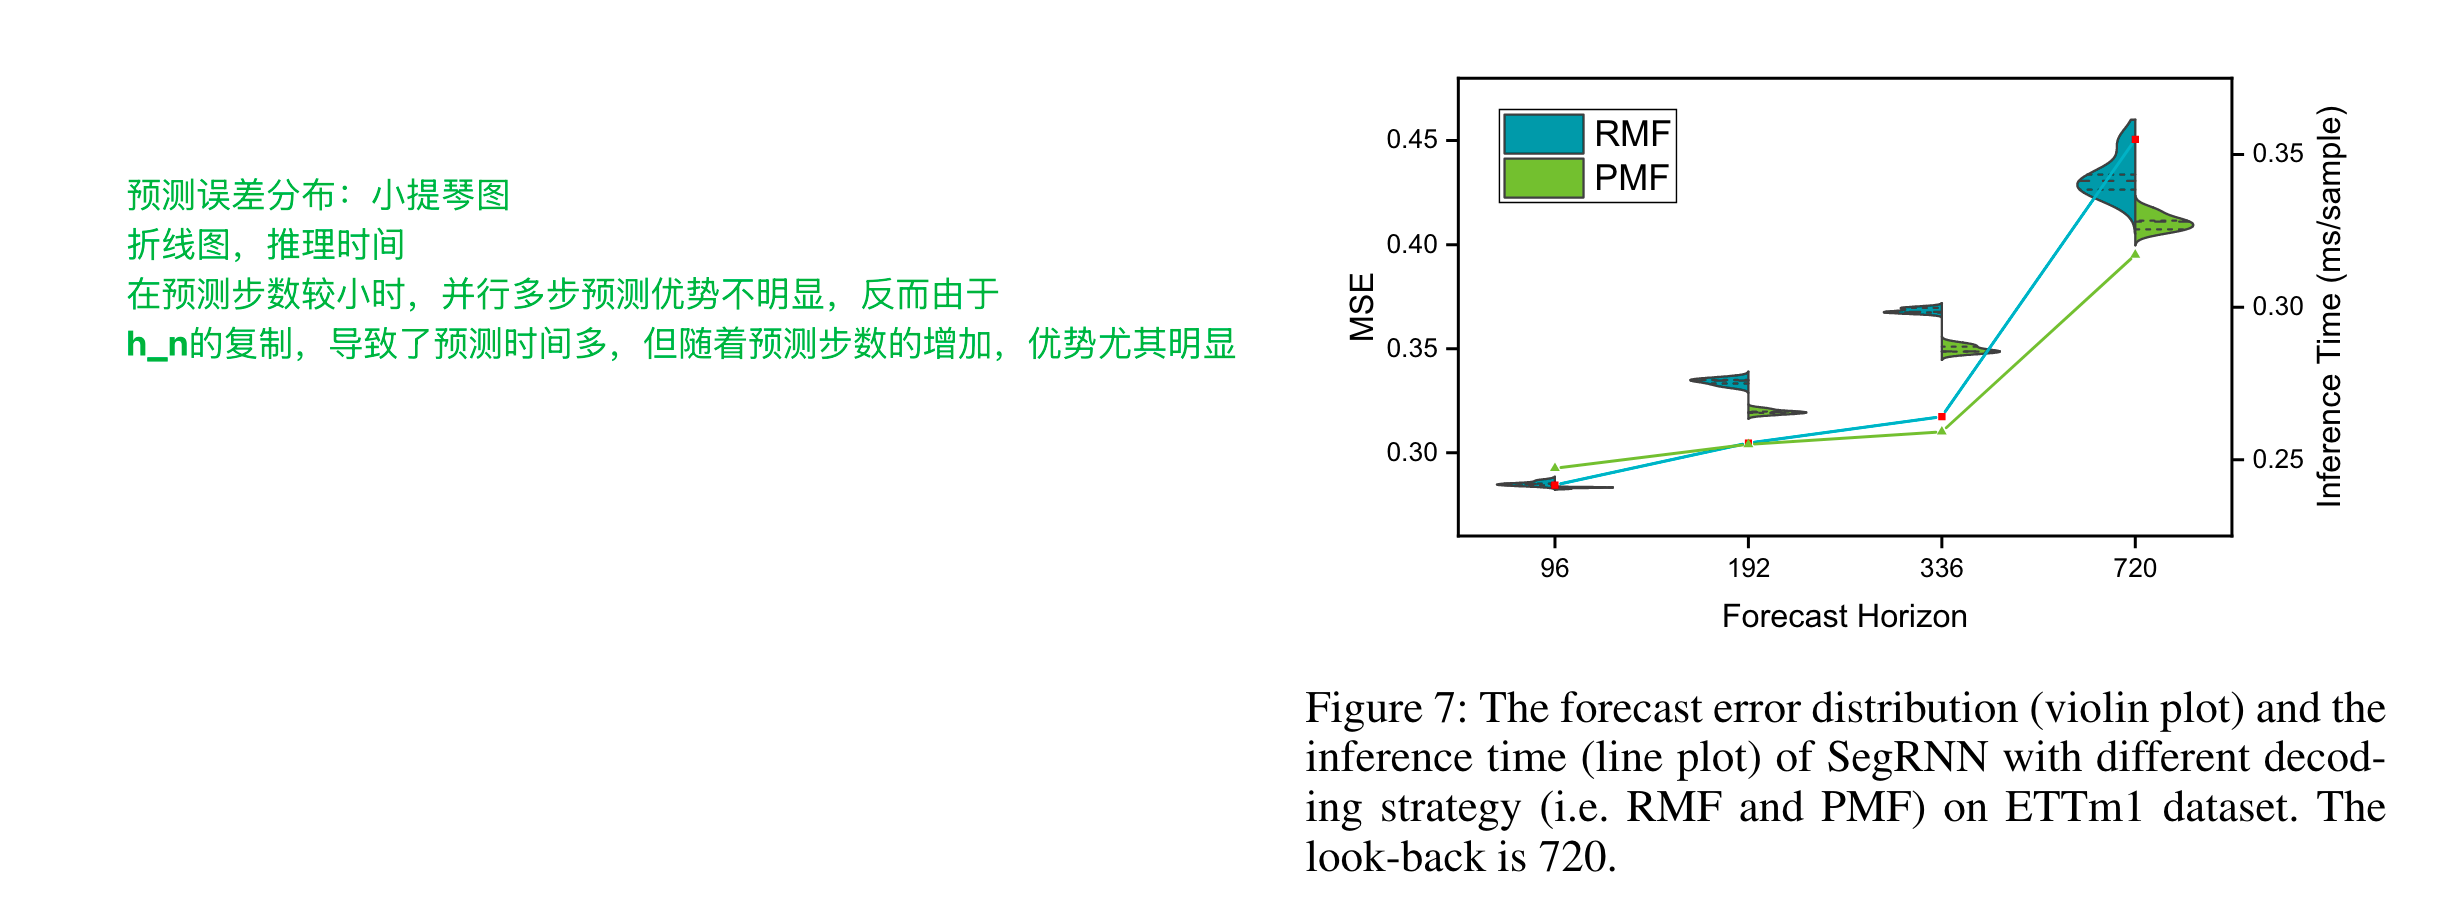 预测误差分布：小提琴图
折线图，推理时间
在预测步数较小时，并行多步预测优势不明显，反而由于
h_n的复制，导致了预测时间多，但随着预测步数的增加，优势尤其明显
RMF
PMF
0.45
0.40
0.35
0.30
MSE
0.35
0.30
0.25
Inference Time (ms/sample)
96
192
336
720
Forecast Horizon
Figure 7: The forecast error distribution (violin plot) and the
inference time (line plot) of SegRNN with different decod-
ing strategy (i.e. RMF and PMF) on ETTm1 dataset. The
look-back is 720.